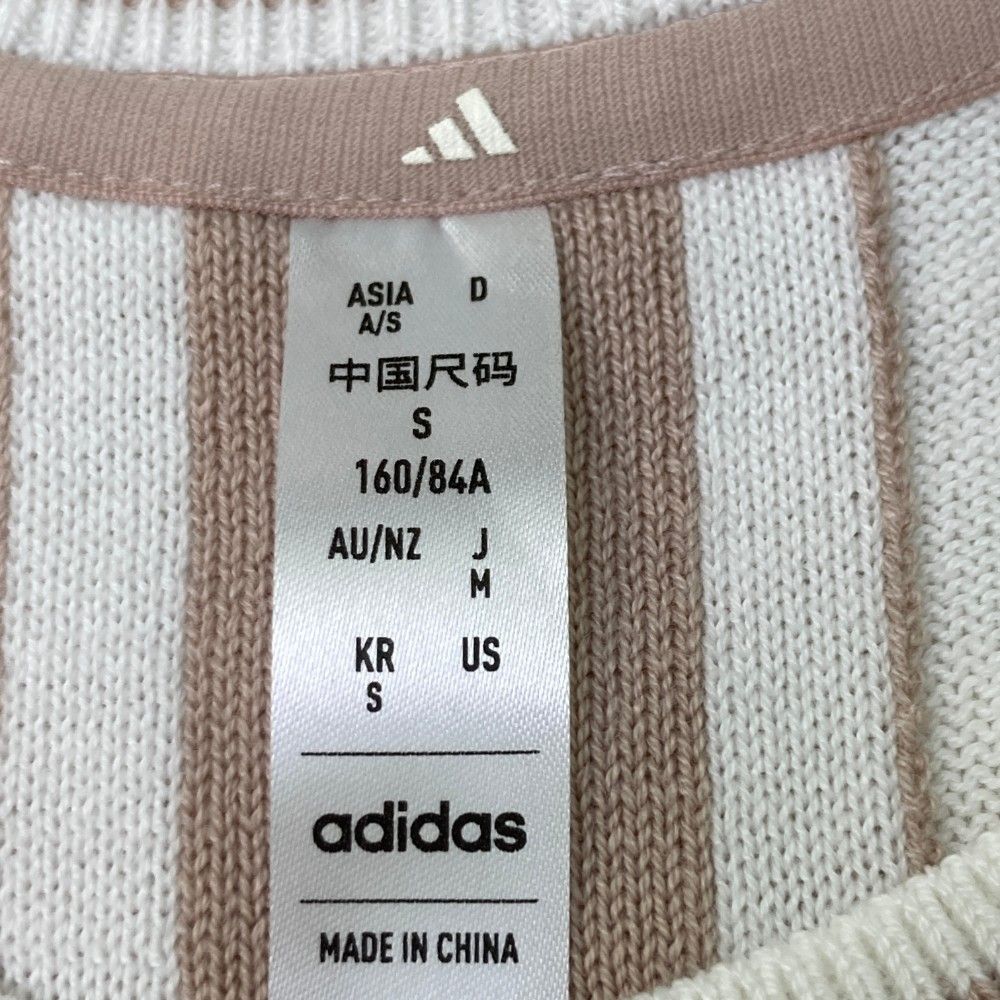 ASIA D
A/S
中国尺码
S
160/84A
AU/NZ J
M
KR US
S
adidas
MADE IN CHINA